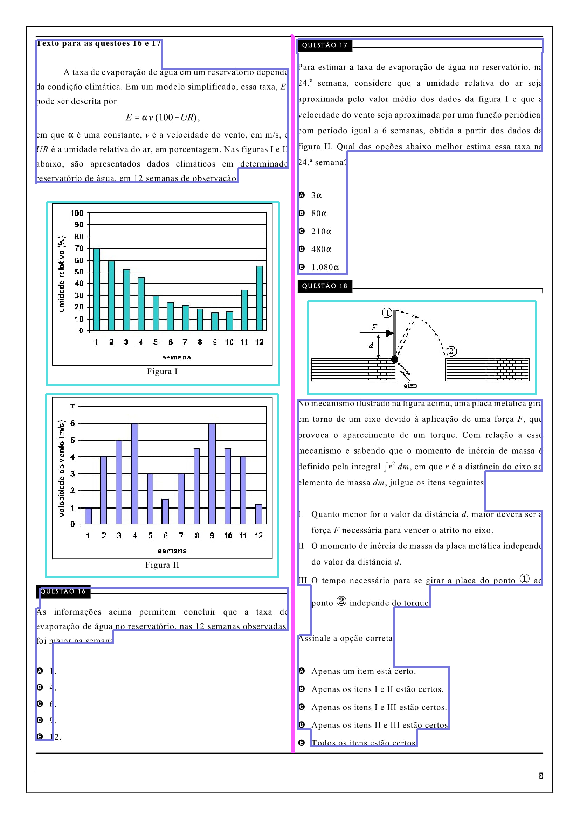 Texto para as questões 16 e 17
A taxa de evaporação de água em um reservatório depende
da condição climática. Em um modelo simplificado, essa taxa, E,
pode ser descrita por
E = α v (100 - UR),
em que α é uma constante, v é a velocidade do vento, em m/s, e
UR é a umidade relativa do ar, em porcentagem. Nas figuras I e II
abaixo, são apresentados dados climáticos em determinado
reservatório de água, em 12 semanas de observação.
umidade relativa (%)
100
90
80
70
60
50
40
30
20
10
0
1 2 3 4 5 6 7 8 9 10 11 12
semana
Figura I
velocidade do vento (m/s)
7
6
5
4
3
2
1
0
1 2 3 4 5 6 7 8 9 10 11 12
semana
Figura II
QUESTÃO 16
As informações acima permitem concluir que a taxa de
evaporação de água no reservatório, nas 12 semanas observadas,
foi maior na semana
A 1.
B 4.
C 6.
D 9.
E 12.
QUESTÃO 17
Para estimar a taxa de evaporação de água no reservatório, na
24.ª semana, considere que a umidade relativa do ar seja
aproximada pelo valor médio dos dados da figura I e que a
velocidade do vento seja aproximada por uma função periódica,
com período igual a 6 semanas, obtida a partir dos dados da
figura II. Qual das opções abaixo melhor estima essa taxa na
24.ª semana?
A 3α
B 80α
C 210α
D 480α
E 1.080α
QUESTÃO 18
1
F
d
2
eixo
No mecanismo ilustrado na figura acima, uma placa metálica gira
em torno de um eixo devido à aplicação de uma força F, que
provoca o aparecimento de um torque. Com relação a esse
mecanismo e sabendo que o momento de inércia de massa é
definido pela integral ∫r² dm, em que r é a distância do eixo ao
elemento de massa dm, julgue os itens seguintes.
I Quanto menor for o valor da distância d, maior deverá ser a
força F necessária para vencer o atrito no eixo.
II O momento de inércia de massa da placa metálica independe
do valor da distância d.
III O tempo necessário para se girar a placa do ponto ① ao
ponto ② independe do torque.
Assinale a opção correta.
A Apenas um item está certo.
B Apenas os itens I e II estão certos.
C Apenas os itens I e III estão certos.
D Apenas os itens II e III estão certos.
E Todos os itens estão certos.